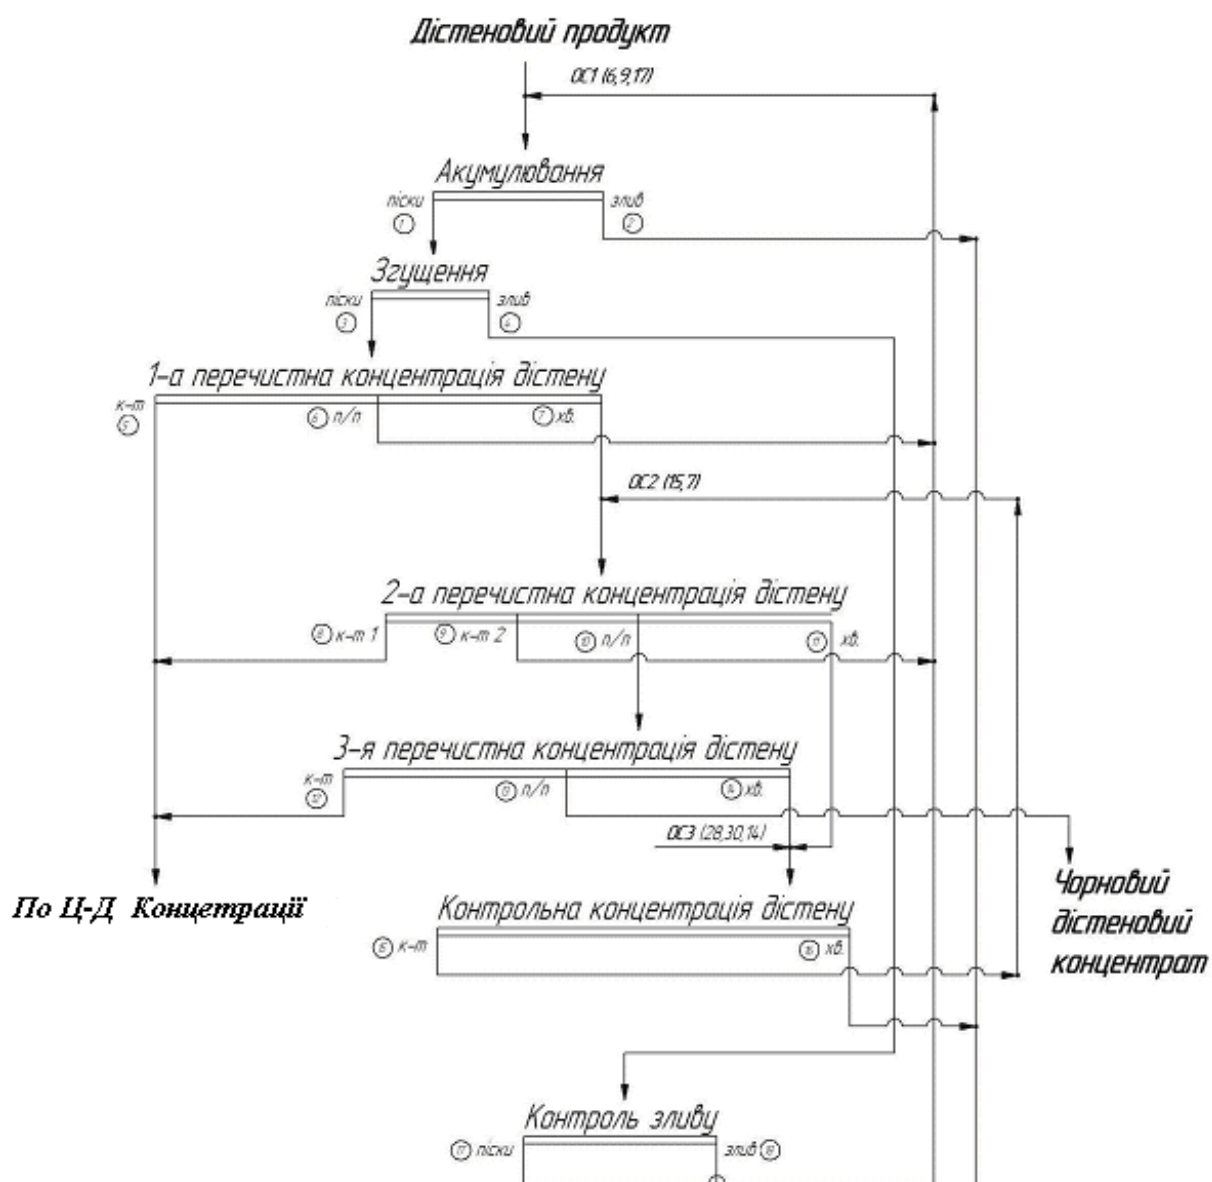 Дістеновий продукт
ОС1 (6,9,17)
Акумулювання
піски
злив
1
2
Згущення
піски
злив
3
4
1-а перечистна концентрація дістену
к-т
5
6 п/п
7 хв.
ОС2 (15,7)
2-а перечистна концентрація дістену
8 к-т 1
9 к-т 2
10 п/п
11 хв.
3-я перечистна концентрація дістену
к-т
12
13 п/п
14 хв.
ОС3 (28,30,14)
По Ц-Д Концетрації
Чорновий
дістеновий
концентрат
Контрольна концентрація дістену
15 к-т
16 хв.
Контроль зливу
17 піски
злив 18